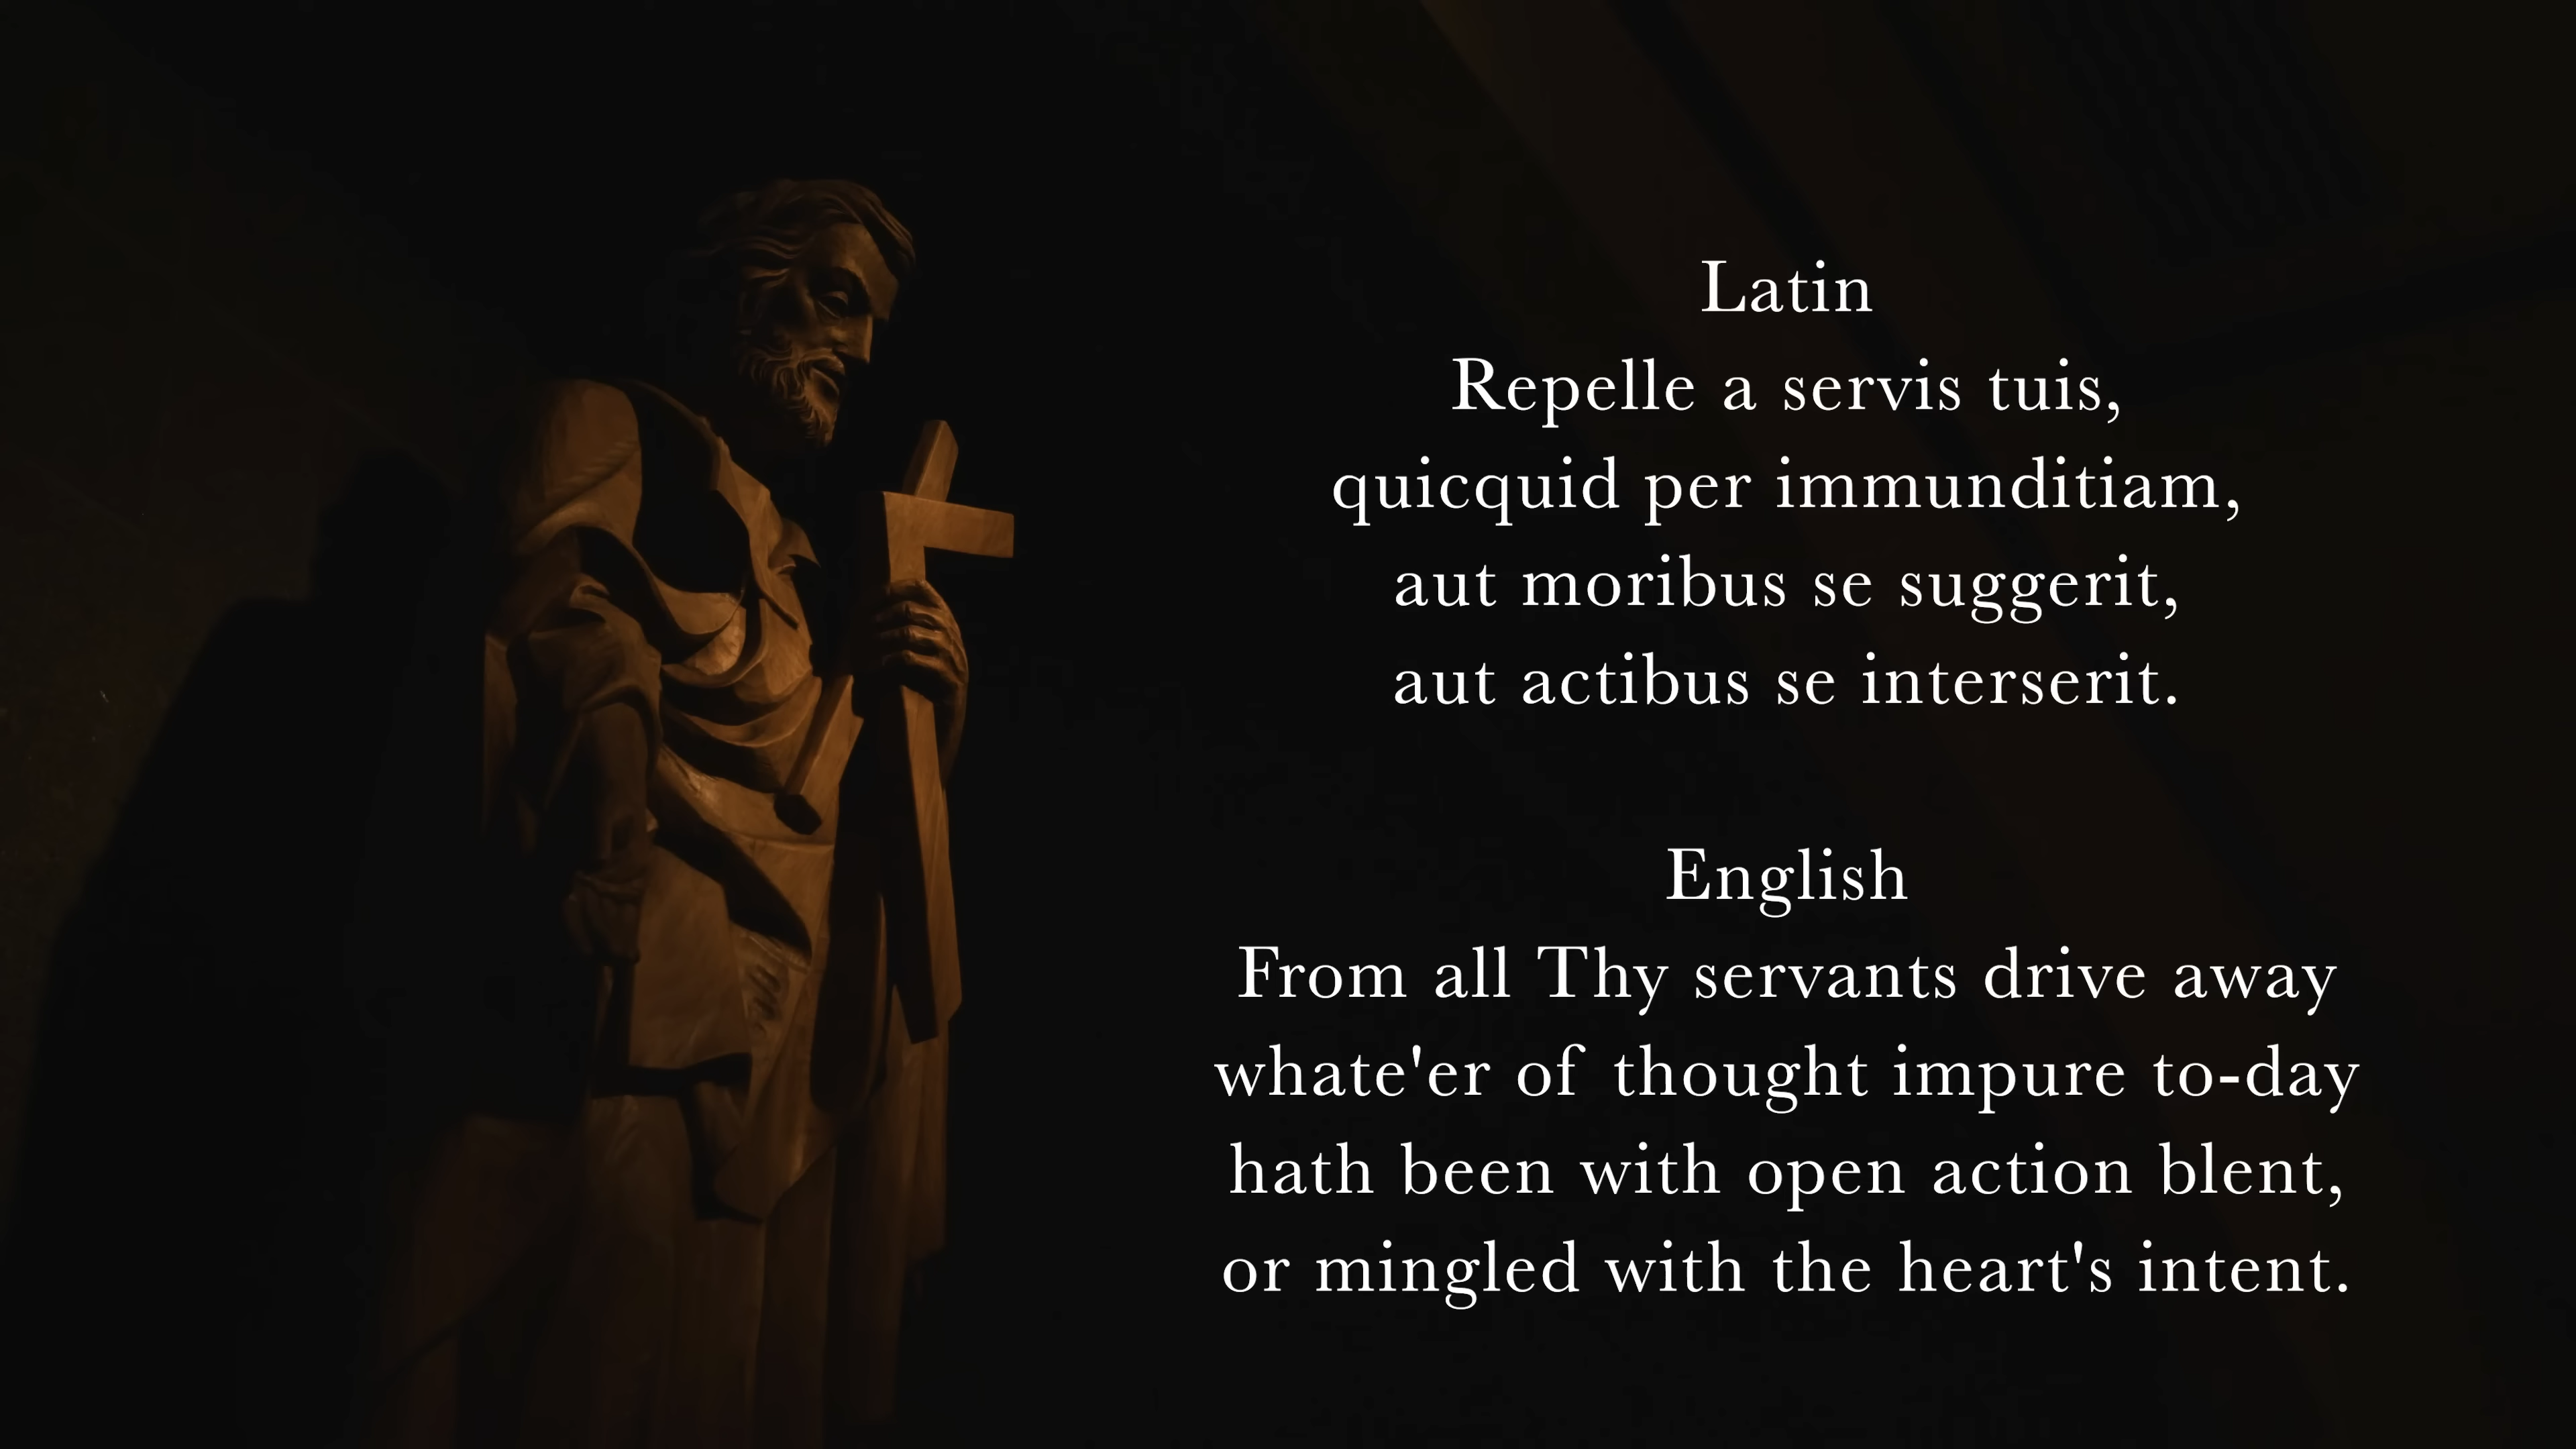 Latin
Repelle a servis tuis,
quicquid per immunditiam,
aut moribus se suggerit,
aut actibus se interserit.
English
From all Thy servants drive away
whate'er of thought impure to-day
hath been with open action blent,
or mingled with the heart's intent.